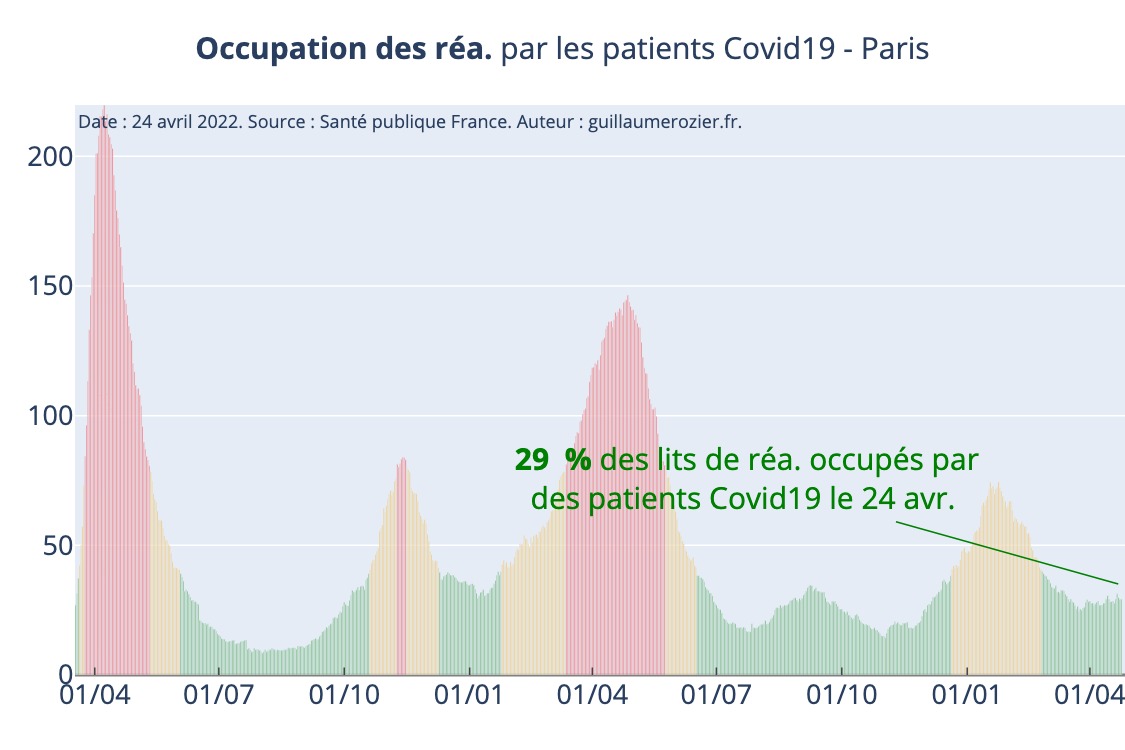 Occupation des réa. par les patients Covid19 - Paris
Date : 24 avril 2022. Source : Santé publique France. Auteur : guillaumerozier.fr.
200
150
100
29 % des lits de réa. occupés par
des patients Covid19 le 24 avr.
50
0
01/04 01/07 01/10 01/01 01/04 01/07 01/10 01/01 01/04